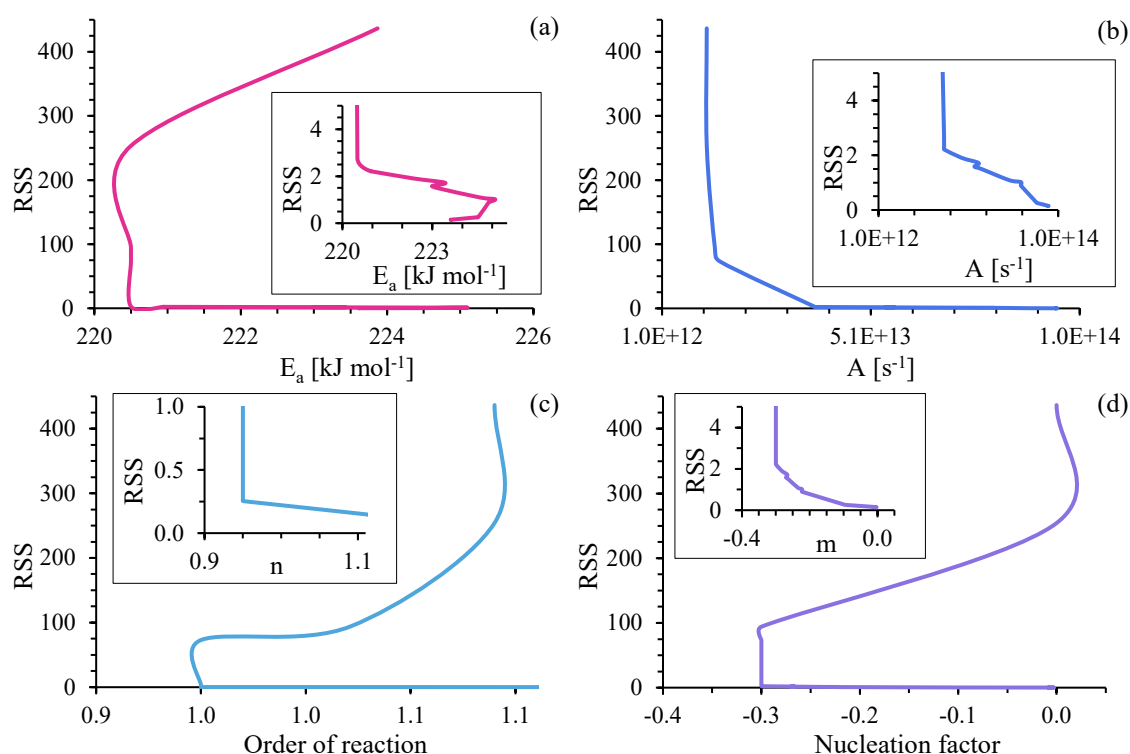 (a)
RSS
450
400
300
200
100
0
220
222
224
226
Eₐ [kJ mol⁻¹]
RSS
4
2
0
220
223
Eₐ [kJ mol⁻¹]
(b)
RSS
400
300
200
100
0
1.0E+12
5.1E+13
1.0E+14
A [s⁻¹]
RSS
4
2
0
1.0E+12
1.0E+14
A [s⁻¹]
(c)
RSS
400
300
200
100
0
0.9
1.0
1.0
1.1
1.1
Order of reaction
RSS
1.0
0.5
0.0
0.9
1.1
n
(d)
RSS
400
300
200
100
0
-0.4
-0.3
-0.2
-0.1
0.0
Nucleation factor
RSS
4
2
0
-0.4
0.0
m